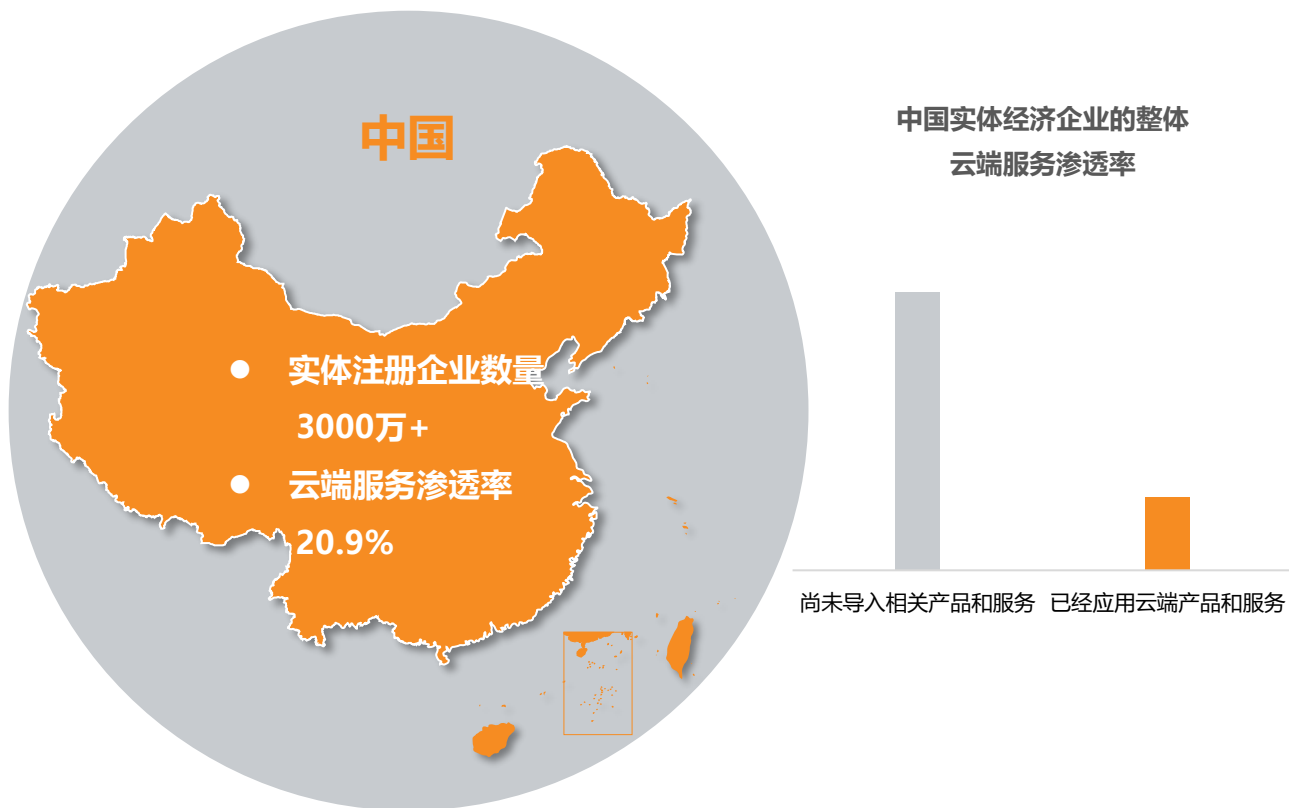 中国
实体注册企业数量
3000万+
云端服务渗透率
20.9%
中国实体经济企业的整体
云端服务渗透率
尚未导入相关产品和服务
已经应用云端产品和服务